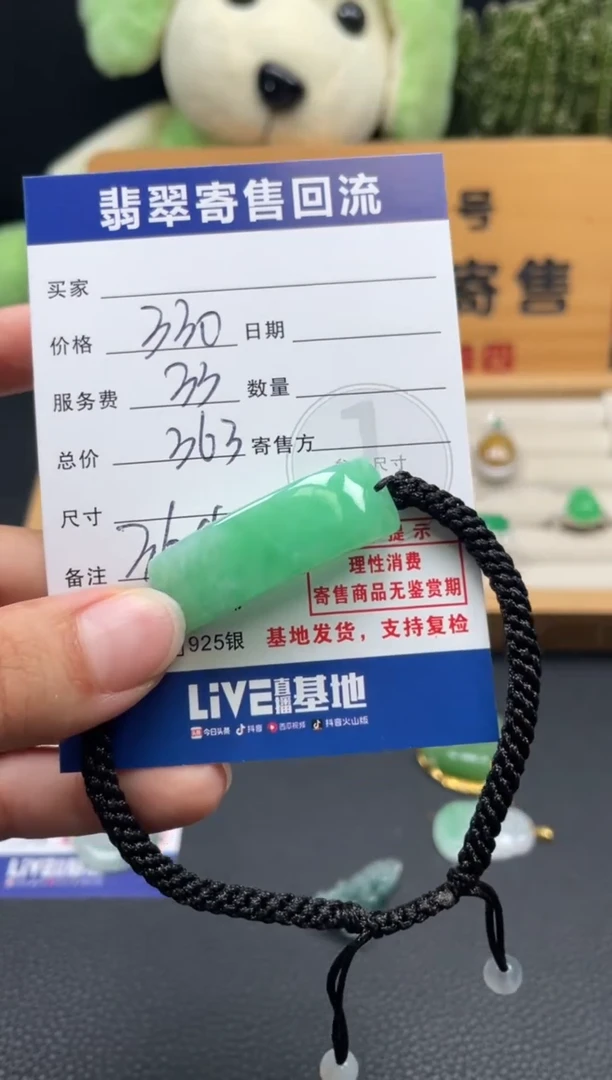 翡翠寄售回流
号
寄售
买家
价格 330 日期
服务费 33 数量
总价 363 寄售方
1
尺寸
尺寸
备注
提示
理性消费
寄售商品无鉴赏期
925银 基地发货，支持复检
LiVE直播基地
今日头条 抖音 西瓜视频 抖音火山版
LiVE